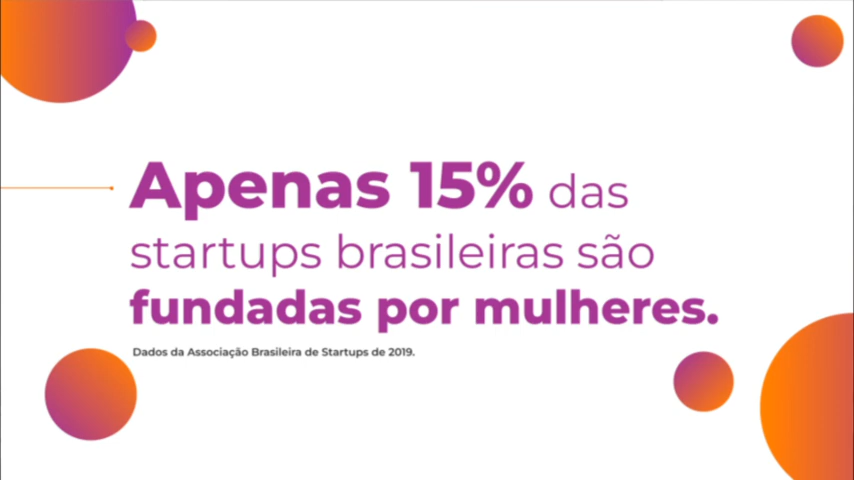 Apenas 15% das
startups brasileiras são
fundadas por mulheres.
Dados da Associação Brasileira de Startups de 2019.